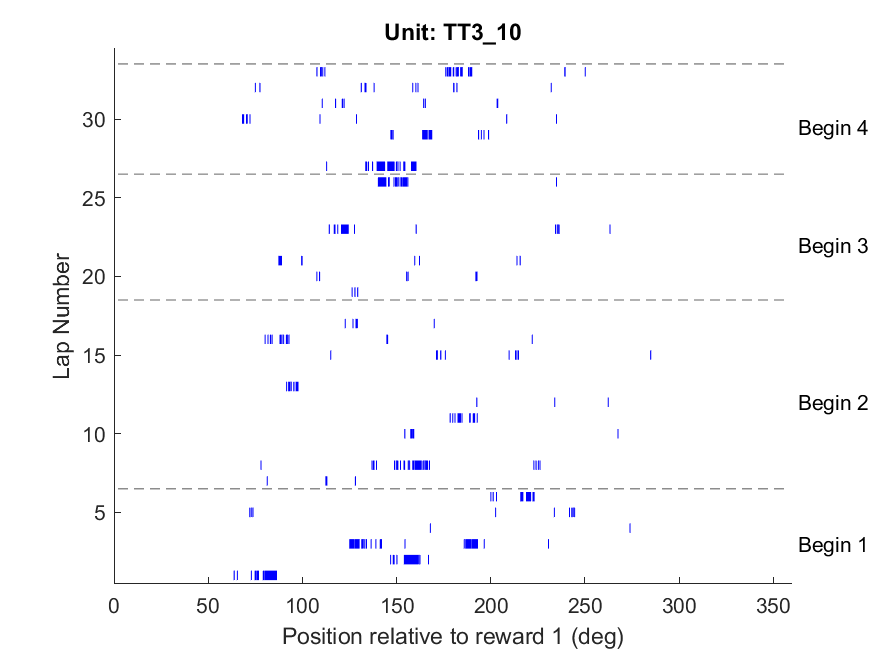 Unit: TT3_10
Lap Number
30
25
20
15
10
5
Begin 4
Begin 3
Begin 2
Begin 1
0 50 100 150 200 250 300 350
Position relative to reward 1 (deg)